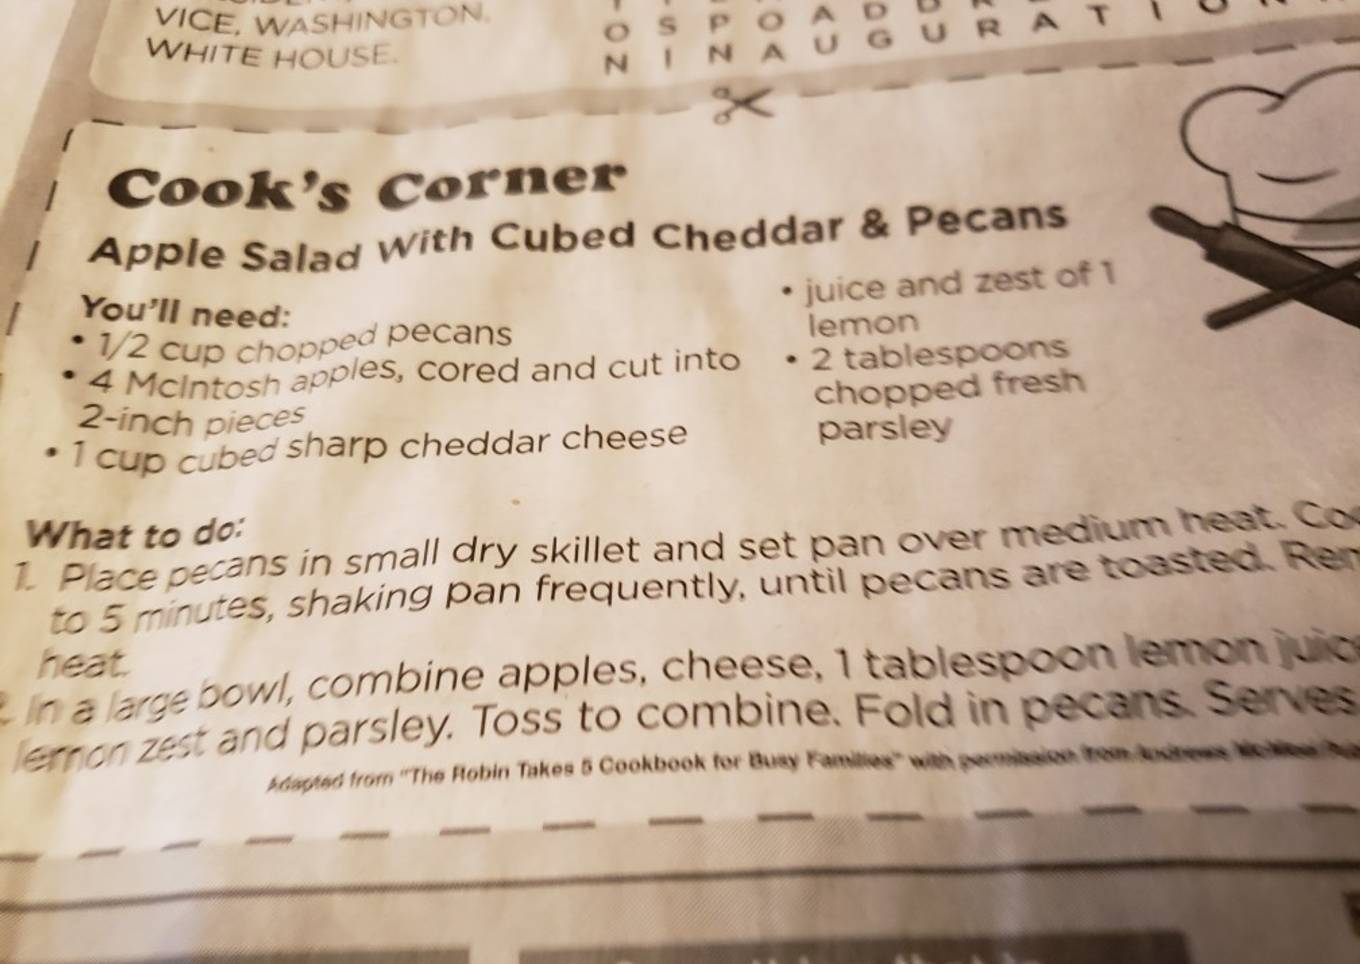 VICE, WASHINGTON,
WHITE HOUSE.
O S P O A D D R
N I N A U G U R A T I O N
Cook's Corner
Apple Salad With Cubed Cheddar & Pecans
You'll need:
• 1/2 cup chopped pecans
• 4 McIntosh apples, cored and cut into
2-inch pieces
• 1 cup cubed sharp cheddar cheese
• juice and zest of 1
lemon
• 2 tablespoons
chopped fresh
parsley
What to do:
1. Place pecans in small dry skillet and set pan over medium heat.
to 5 minutes, shaking pan frequently, until pecans are toasted.
heat.
In a large bowl, combine apples, cheese, 1 tablespoon lemon
lemon zest and parsley. Toss to combine. Fold in pecans. Serves
Adapted from "The Robin Takes 5 Cookbook for Busy Families" with permission from Andrews McMeel